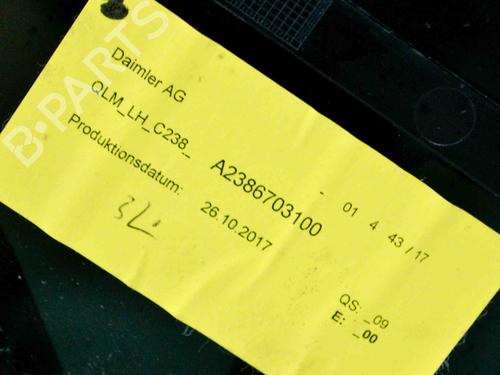 Daimler AG
QLM_LH_C238_
A2386703100
- 01 4 43/17
Produktionsdatum: 26.10.2017
QS: _09
E: _00
B-PARTS